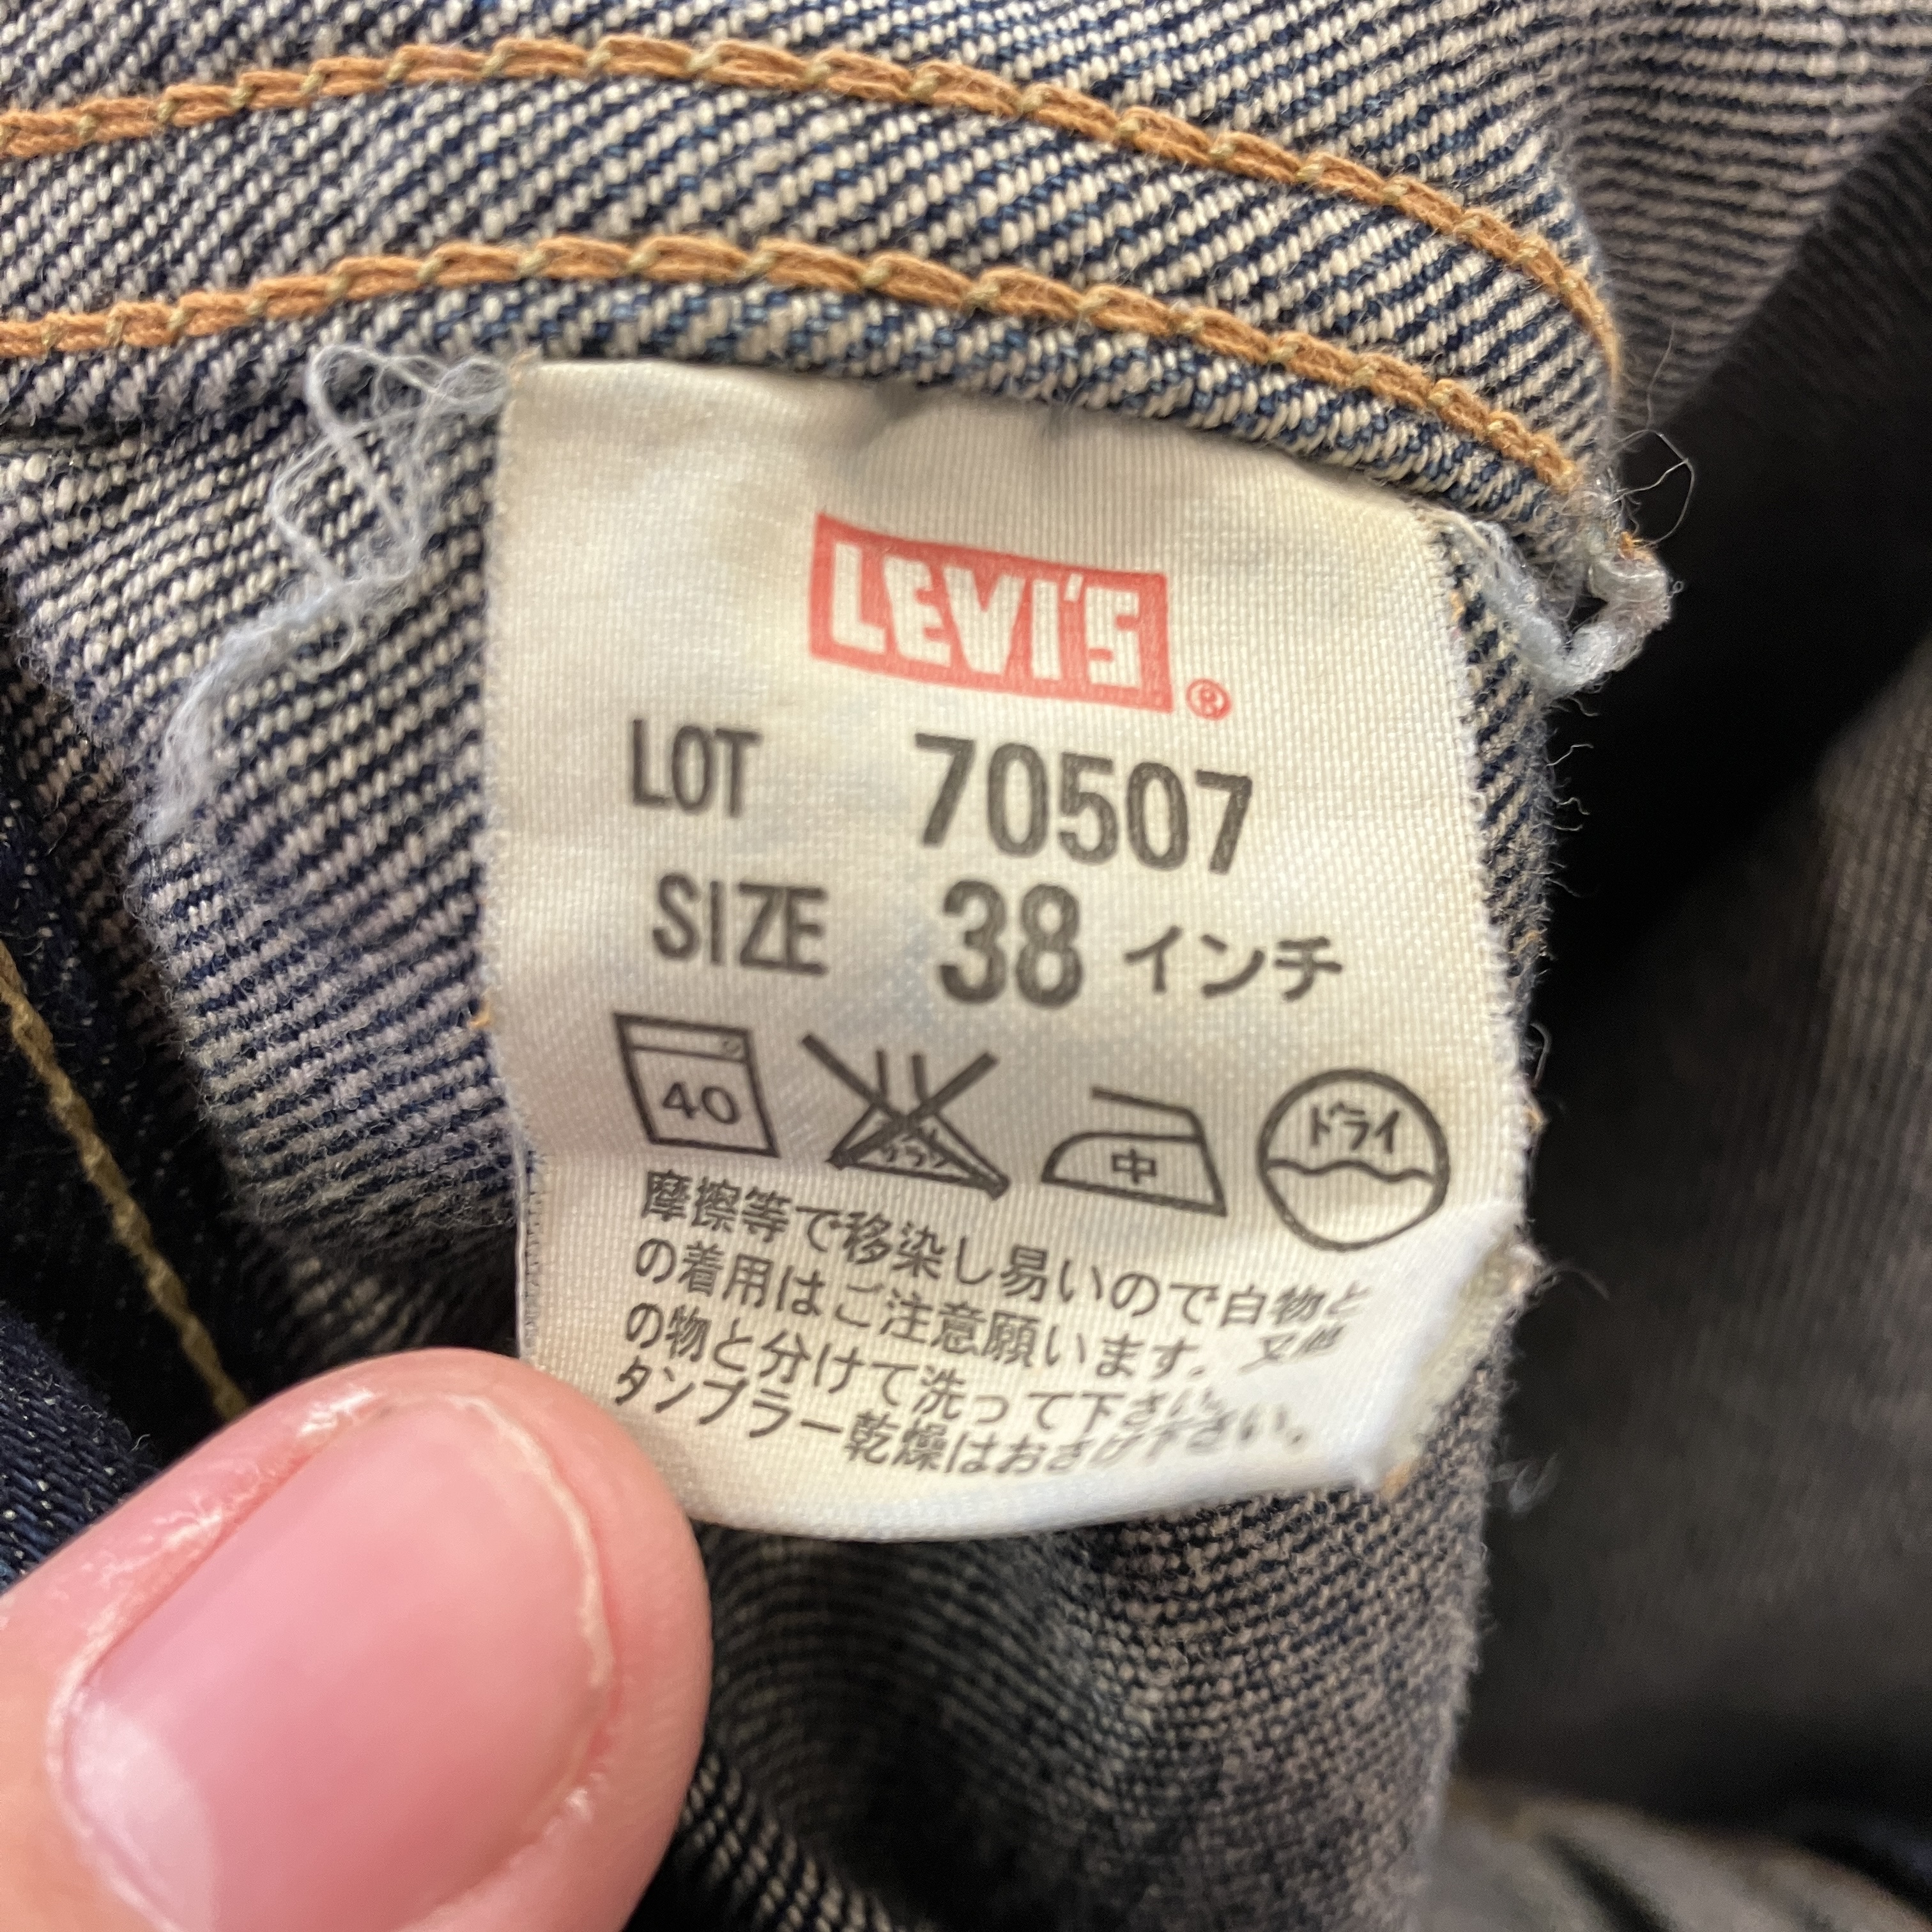 LEVI'S ®
LOT 70507
SIZE 38 インチ
40 中 ドライ
摩擦等で移染し易いので白物と
の着用はご注意願います。又他
の物と分けて洗って下さい。
タンブラー乾燥はおさけ下さい。